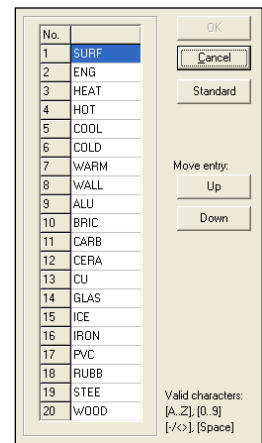 No.
1 SURF
2 ENG
3 HEAT
4 HOT
5 COOL
6 COLD
7 WARM
8 WALL
9 ALU
10 BRIC
11 CARB
12 CERA
13 CU
14 GLAS
15 ICE
16 IRON
17 PVC
18 RUBB
19 STEE
20 WOOD
OK
Cancel
Standard
Move entry:
Up
Down
Valid characters:
[A..Z], [0..9]
[-/<>], [Space]